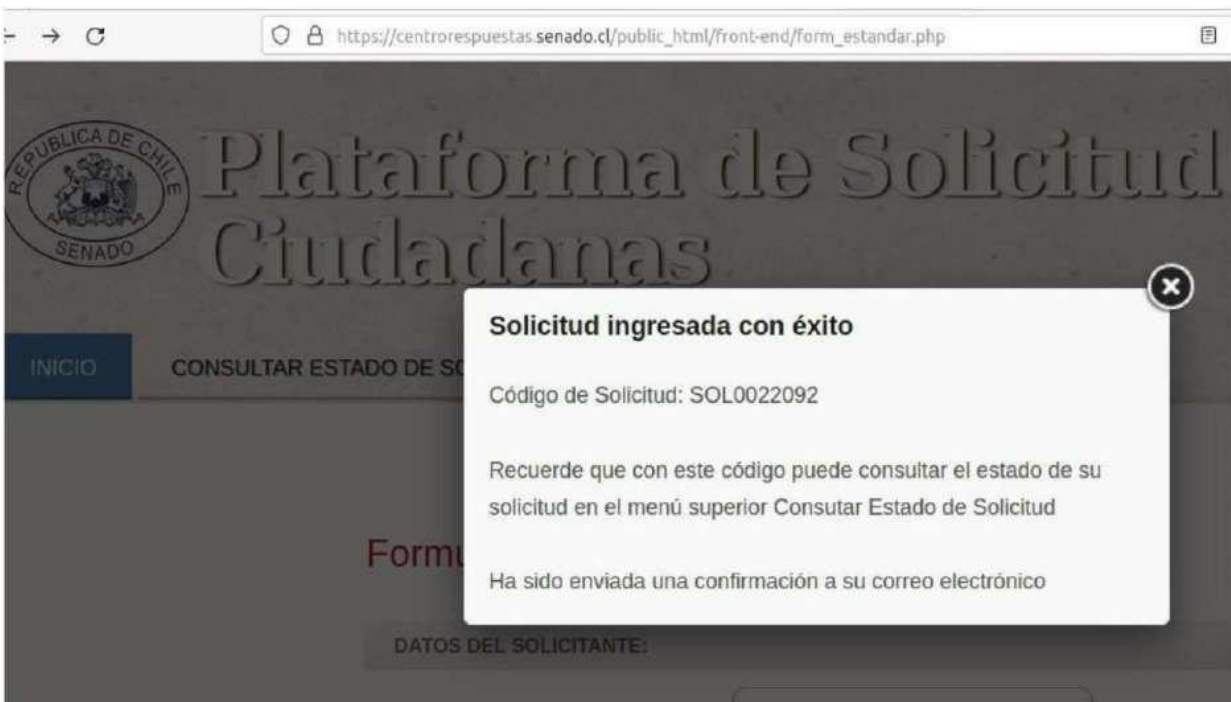 https://centrorespuestas.senado.cl/public_html/front-end/form_estandar.php
REPUBLICA DE CHILE
SENADO
Plataforma de Solicitud
Ciudadanas
INICIO
CONSULTAR ESTADO DE SO
Solicitud ingresada con éxito
Código de Solicitud: SOL0022092
Recuerde que con este código puede consultar el estado de su
solicitud en el menú superior Consutar Estado de Solicitud
Ha sido enviada una confirmación a su correo electrónico
Formu
DATOS DEL SOLICITANTE: